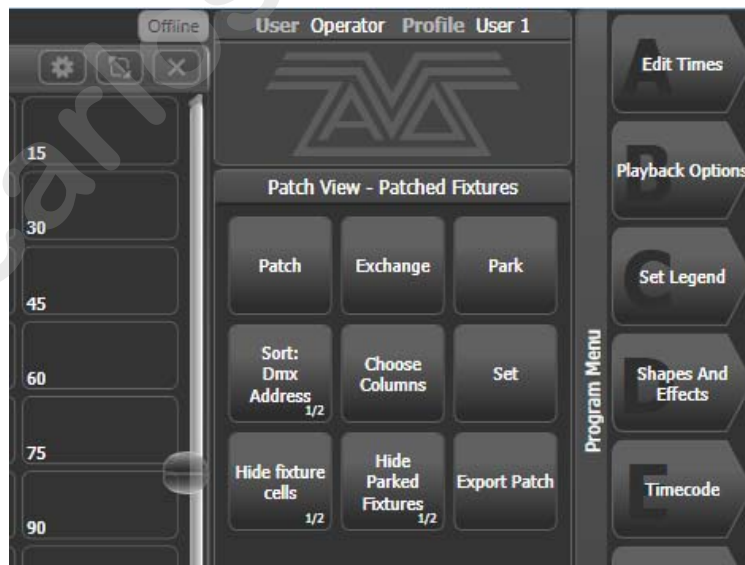 Offline
User Operator Profile User 1
15
30
45
60
75
90
Patch View - Patched Fixtures
Patch
Exchange
Park
Sort:
Dmx
Address
1/2
Choose
Columns
Set
Hide fixture
cells
1/2
Hide
Parked
Fixtures
1/2
Export Patch
Program Menu
A
Edit Times
B
Playback Options
C
Set Legend
D
Shapes And
Effects
E
Timecode